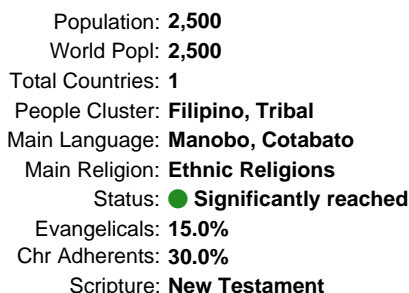 Population: 2,500
World Popl: 2,500
Total Countries: 1
People Cluster: Filipino, Tribal
Main Language: Manobo, Cotabato
Main Religion: Ethnic Religions
Status: Significantly reached
Evangelicals: 15.0%
Chr Adherents: 30.0%
Scripture: New Testament